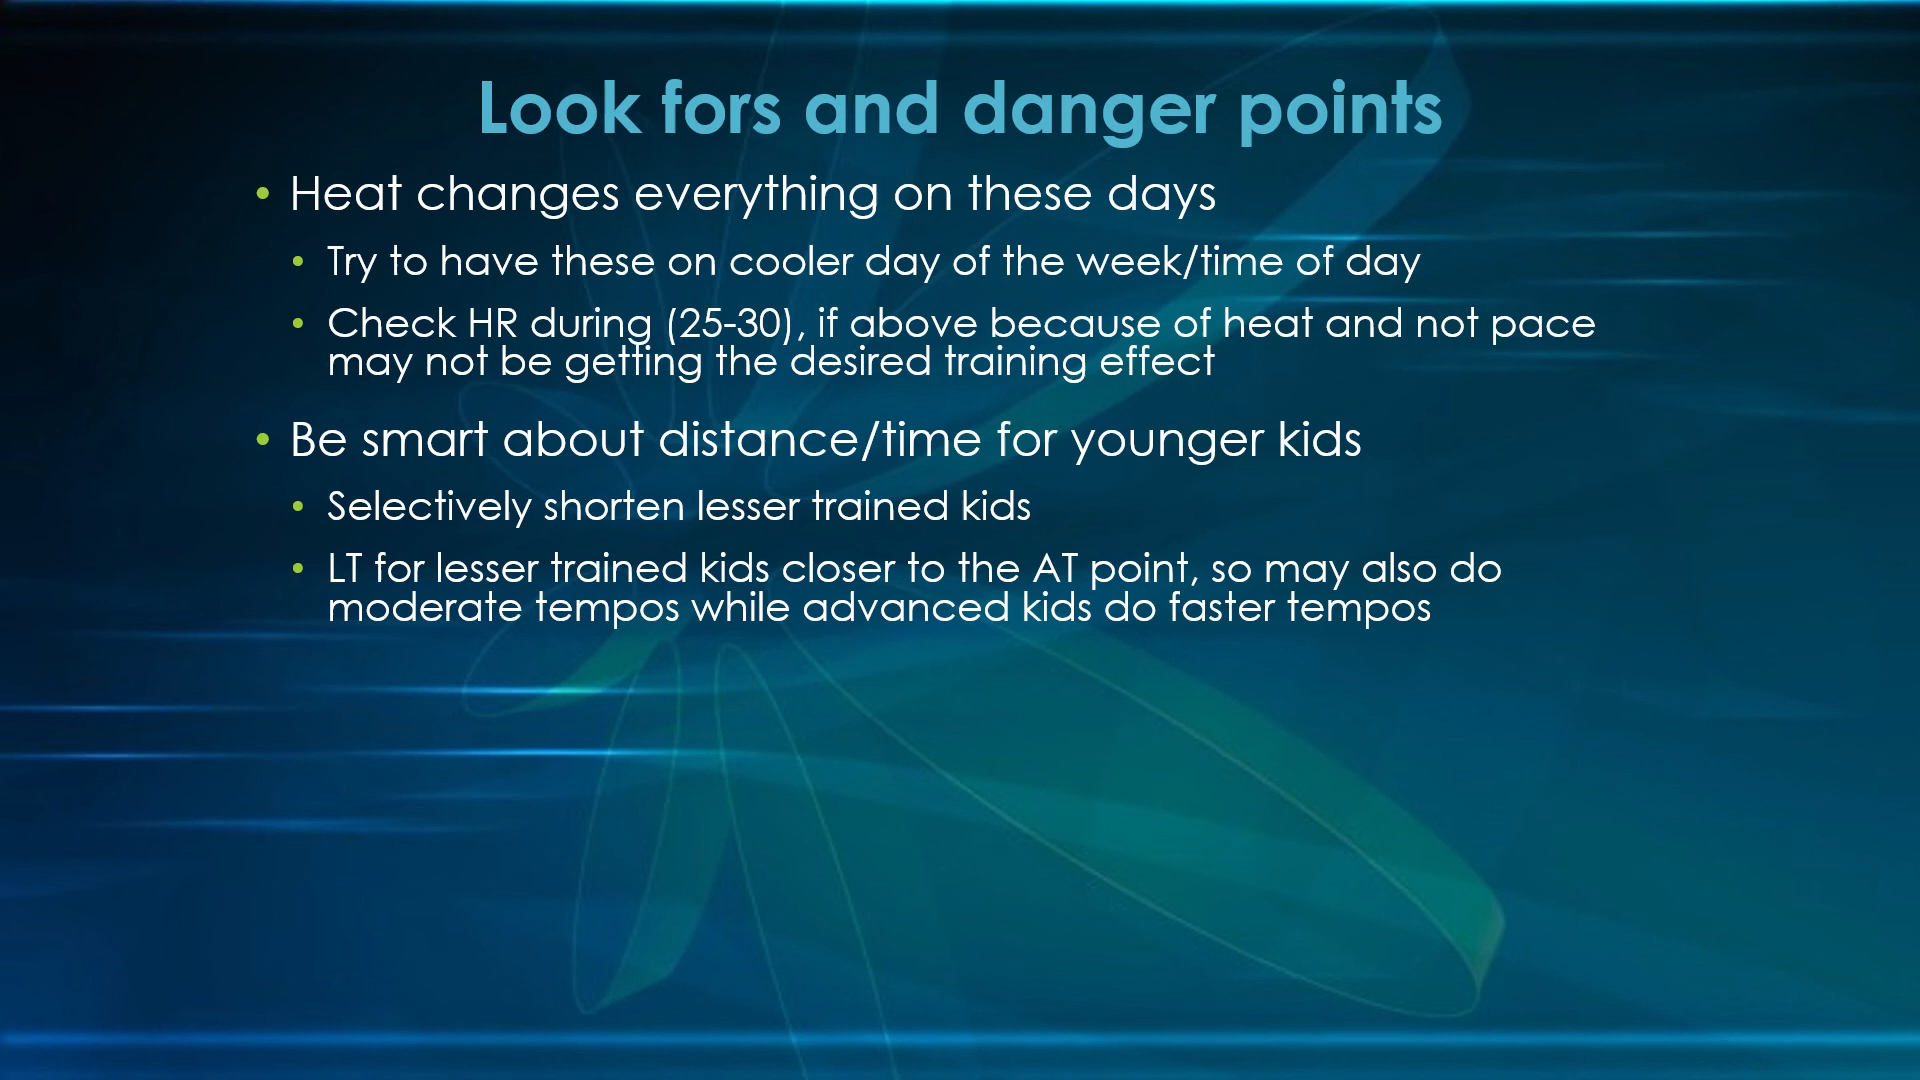 Look fors and danger points
• Heat changes everything on these days
• Try to have these on cooler day of the week/time of day
• Check HR during (25-30), if above because of heat and not pace
may not be getting the desired training effect
• Be smart about distance/time for younger kids
• Selectively shorten lesser trained kids
• LT for lesser trained kids closer to the AT point, so may also do
moderate tempos while advanced kids do faster tempos